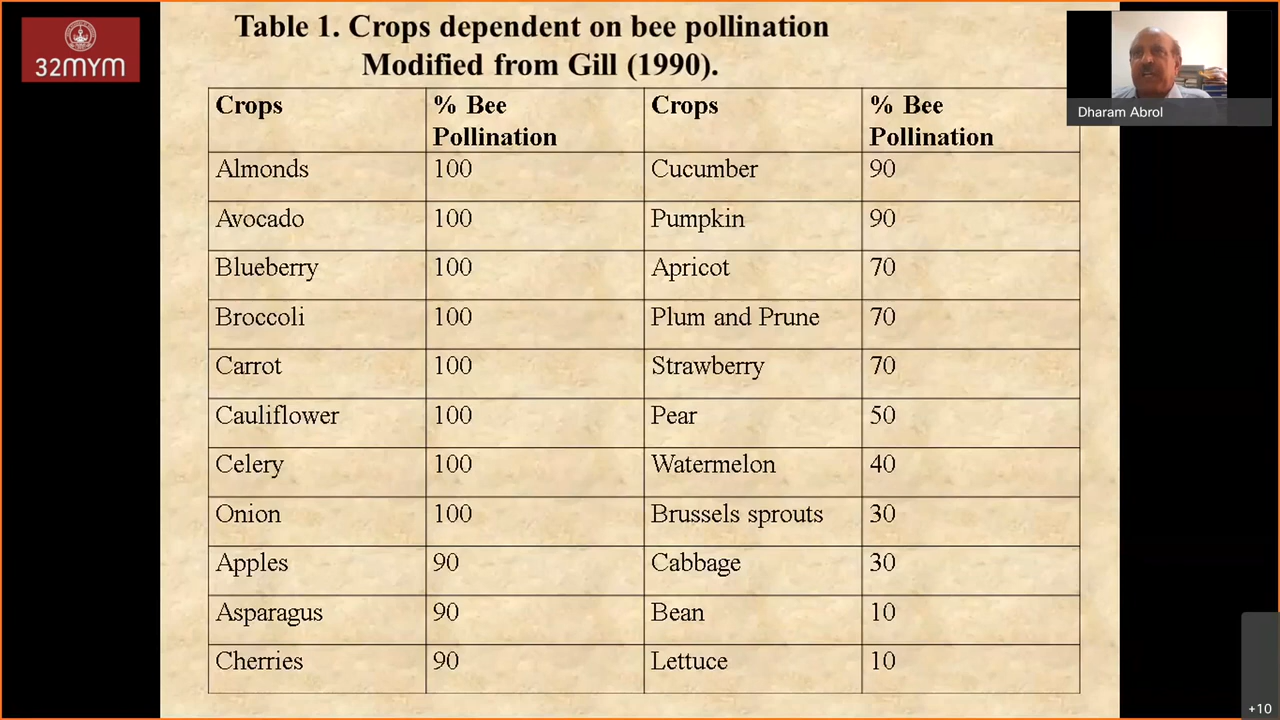 32MYM
Table 1. Crops dependent on bee pollination
Modified from Gill (1990).
Dharam Abrol
Crops % Bee Pollination Crops % Bee Pollination
Almonds 100 Cucumber 90
Avocado 100 Pumpkin 90
Blueberry 100 Apricot 70
Broccoli 100 Plum and Prune 70
Carrot 100 Strawberry 70
Cauliflower 100 Pear 50
Celery 100 Watermelon 40
Onion 100 Brussels sprouts 30
Apples 90 Cabbage 30
Asparagus 90 Bean 10
Cherries 90 Lettuce 10
+10